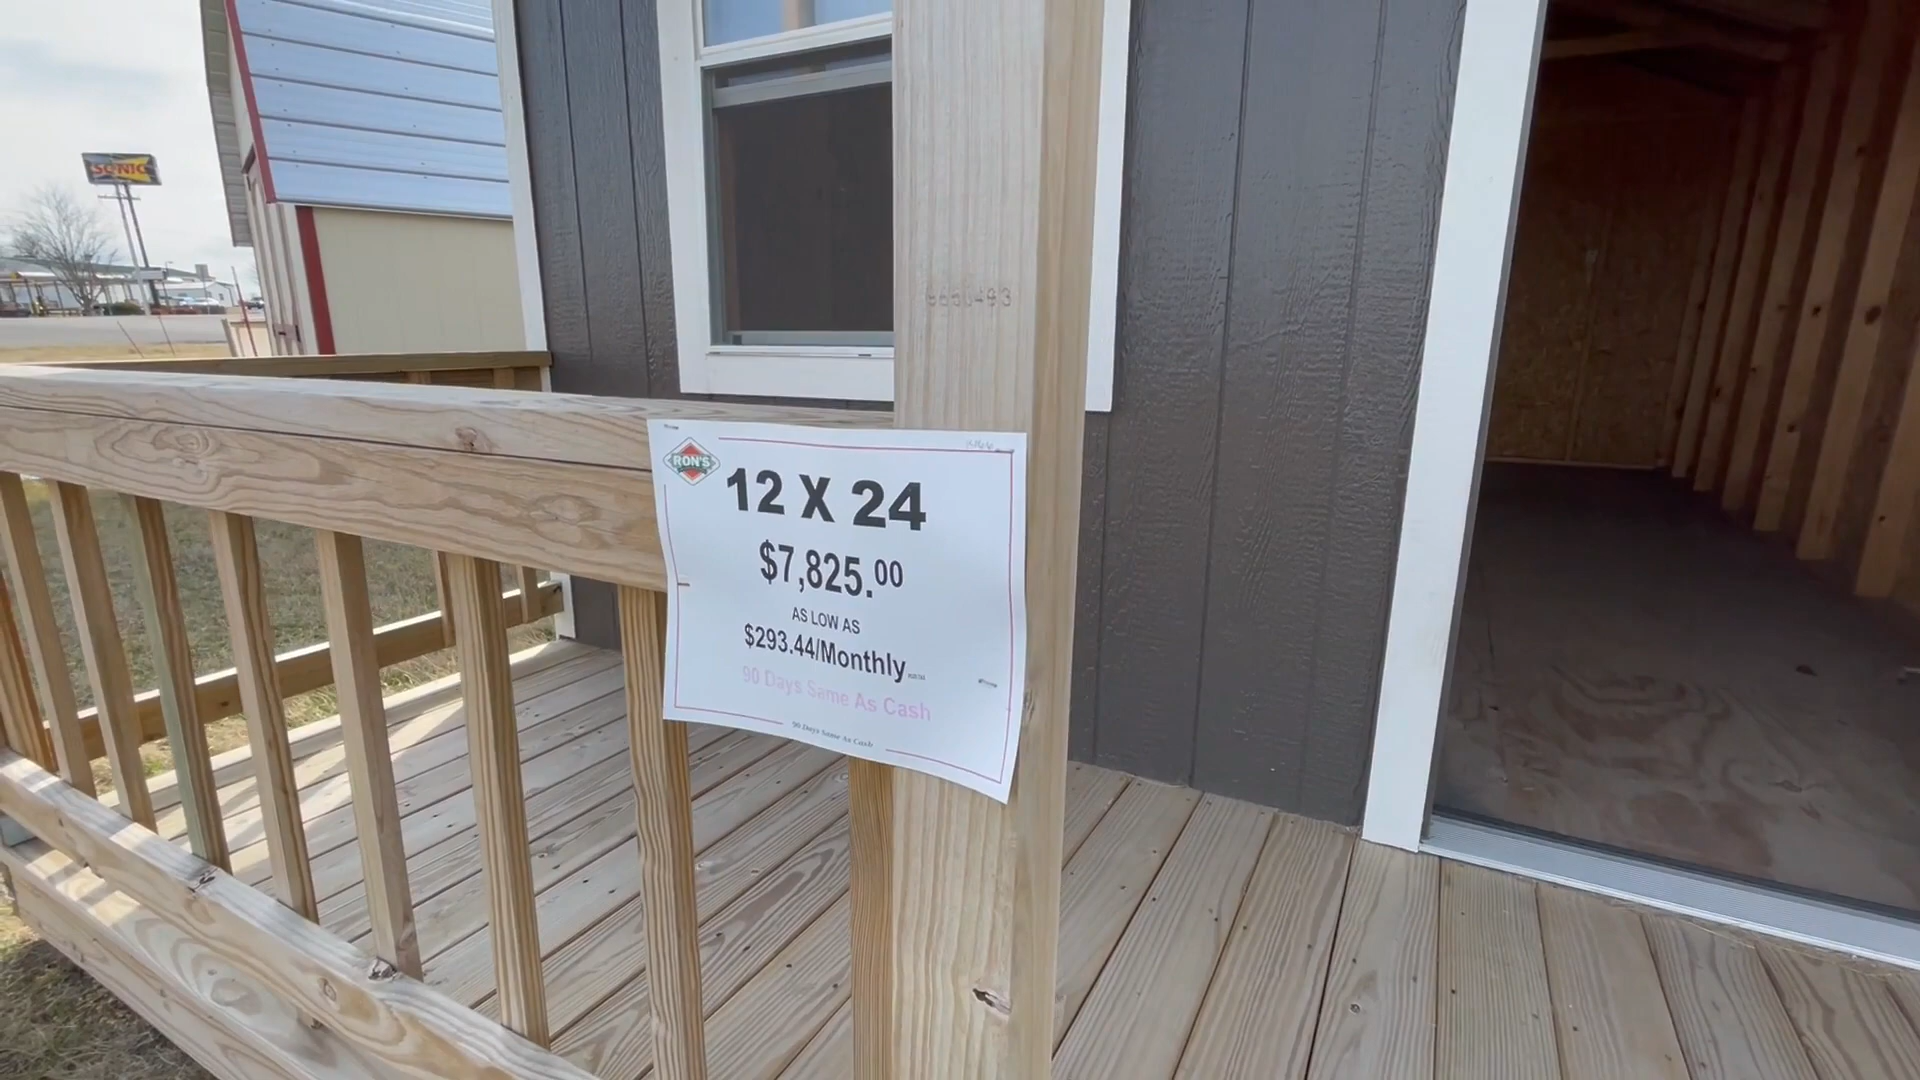 SONIC
RON'S
12 X 24
$7,825.00
AS LOW AS
$293.44/Monthly
90 Days Same As Cash
90 Days Same As Cash